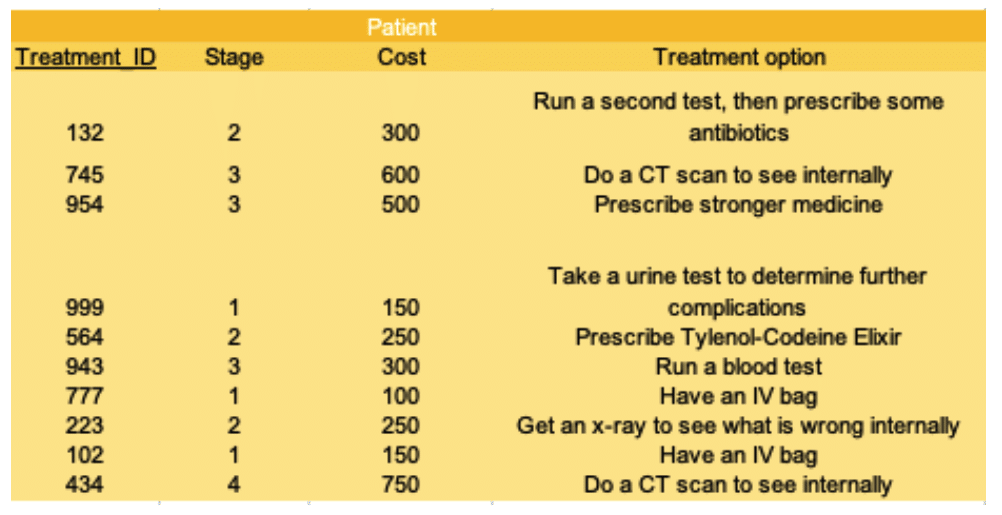 Patient
Treatment_ID Stage Cost Treatment option
Run a second test, then prescribe some
132 2 300 antibiotics
745 3 600 Do a CT scan to see internally
954 3 500 Prescribe stronger medicine
Take a urine test to determine further
999 1 150 complications
564 2 250 Prescribe Tylenol-Codeine Elixir
943 3 300 Run a blood test
777 1 100 Have an IV bag
223 2 250 Get an x-ray to see what is wrong internally
102 1 150 Have an IV bag
434 4 750 Do a CT scan to see internally